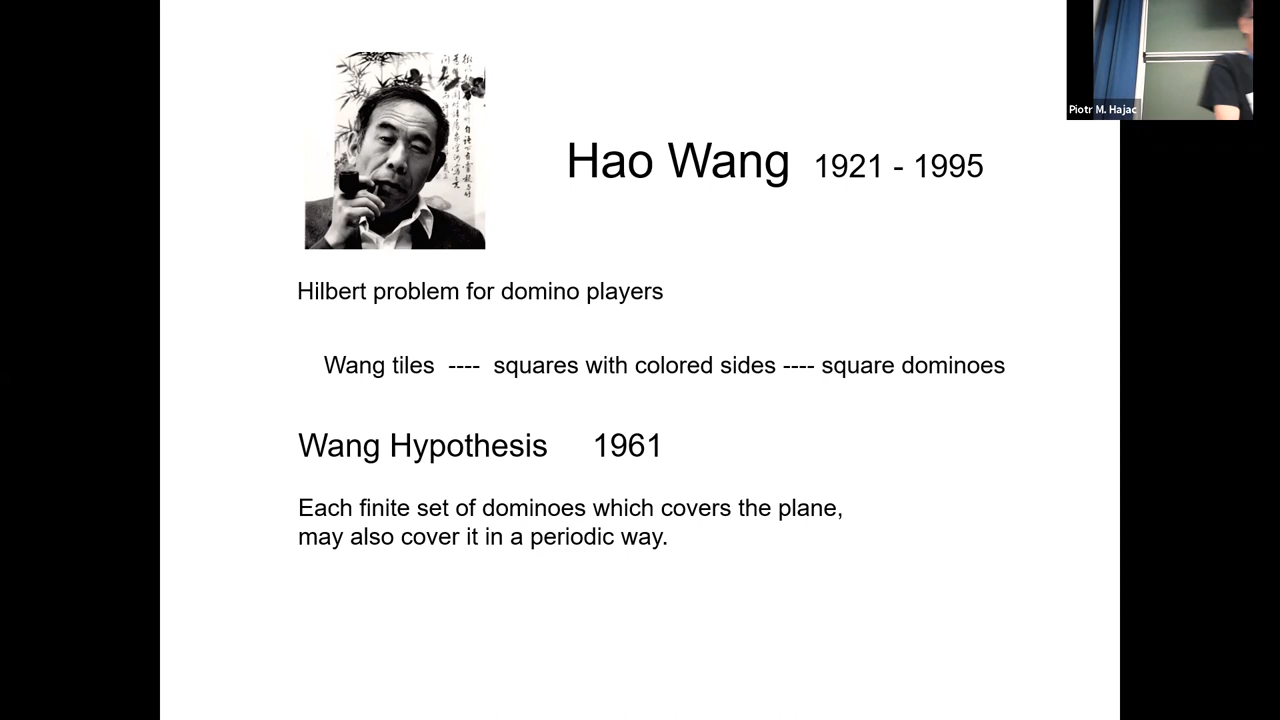 Piotr M. Hajac
Hao Wang 1921 - 1995
Hilbert problem for domino players
Wang tiles ---- squares with colored sides ---- square dominoes
Wang Hypothesis 1961
Each finite set of dominoes which covers the plane,
may also cover it in a periodic way.